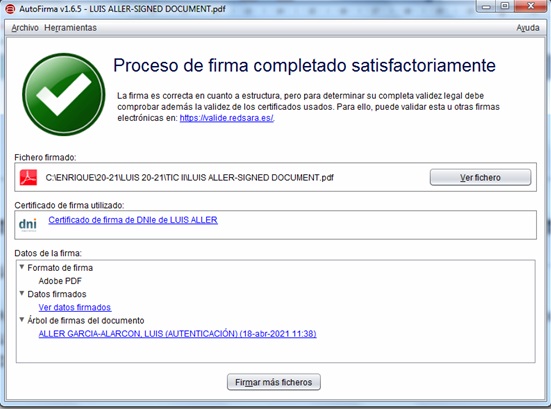 AutoFirma v1.6.5 - LUIS ALLER-SIGNED DOCUMENT.pdf
Archivo Herramientas Ayuda
Proceso de firma completado satisfactoriamente
La firma es correcta en cuanto a estructura, pero para determinar su completa validez legal debe
comprobar además la validez de los certificados usados. Para ello, puede validar esta u otras firmas
electrónicas en: https://valide.redsara.es/.
Fichero firmado:
C:\ENRIQUE\20-21\LUIS 20-21\TIC II\LUIS ALLER-SIGNED DOCUMENT.pdf Ver fichero
Certificado de firma utilizado:
dni Certificado de firma de DNIe de LUIS ALLER
Datos de la firma:
Formato de firma
Adobe PDF
Datos firmados
Ver datos firmados
Árbol de firmas del documento
ALLER GARCIA-ALARCON, LUIS (AUTENTICACIÓN) (18-abr-2021 11:38)
Firmar más ficheros